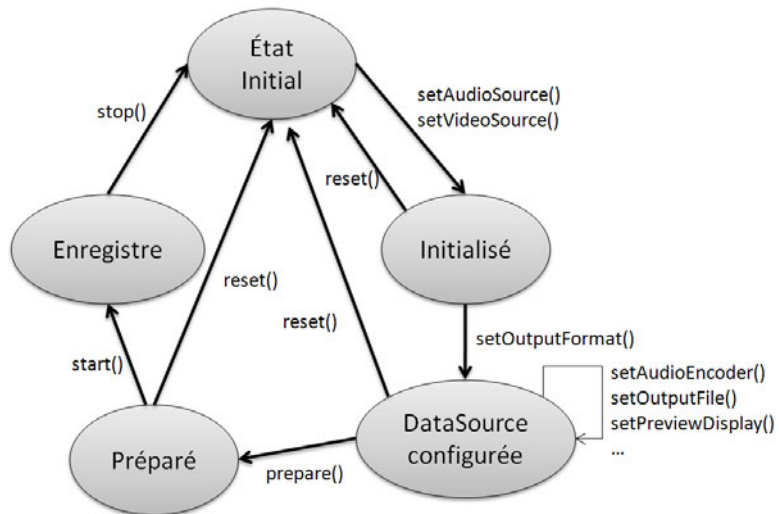 État
Initial
stop()
setAudioSource()
setVideoSource()
reset()
Enregistre
Initialisé
reset()
reset()
setOutputFormat()
start()
setAudioEncoder()
setOutputFile()
setPreviewDisplay()
...
DataSource
configurée
Préparé
prepare()